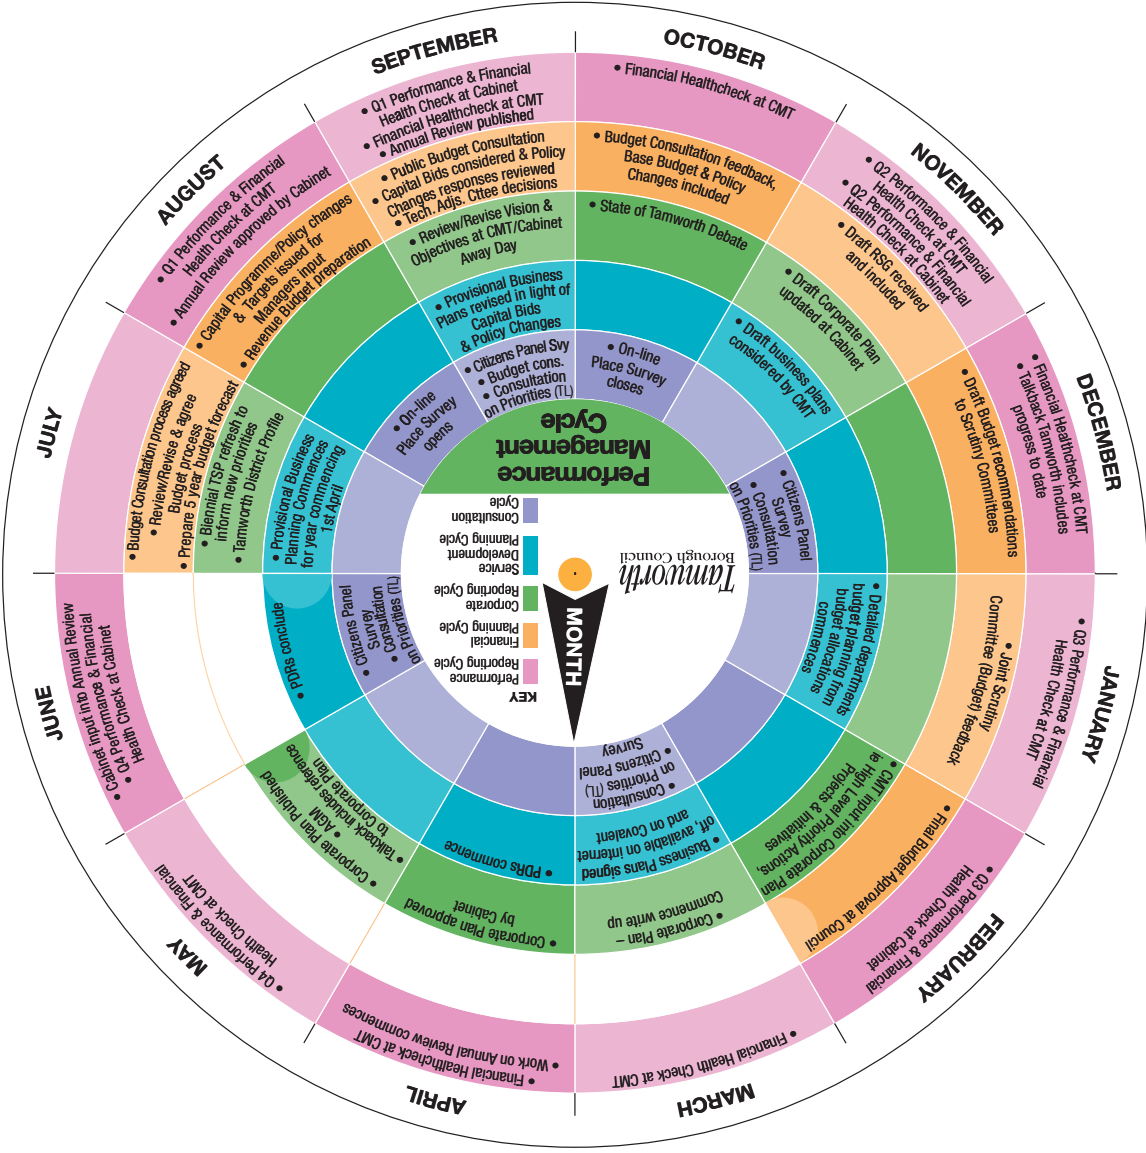 SEPTEMBER
• Q1 Performance & Financial
Health Check at Cabinet
• Financial Healthcheck at CMT
• Annual Review published
• Public Budget Consultation
• Capital Bids considered & Policy
Changes responses reviewed
• Tech. Adjs. Cttee decisions
• Review/Revise Vision &
Objectives at CMT/Cabinet
Away Day
• Provisional Business
Plans revised in light of
Capital Bids
& Policy Changes
• Citizens Panel Svy
• Budget cons.
• Consultation
on Priorities (TL)
OCTOBER
• Financial Healthcheck at CMT
• Budget Consultation feedback,
Base Budget & Policy
Changes included
• State of Tamworth Debate
• On-line
Place Survey
closes
NOVEMBER
• Q2 Performance & Financial
Health Check at CMT
• Q2 Performance & Financial
Health Check at Cabinet
• Draft RSG received
and included
• Draft Corporate Plan
updated at Cabinet
• Draft business plans
considered by CMT
DECEMBER
• Financial Healthcheck at CMT
• Talkback Tamworth includes
progress to date
• Draft Budget recommendations
to Scrutiny Committees
• Citizens Panel
Survey
• Consultation
on Priorities (TL)
JANUARY
• Q3 Performance & Financial
Health Check at CMT
• Joint Scrutiny
Committee (Budget) feedback
• Detailed departments
budget planning from
budget allocations
commences
FEBRUARY
• Q3 Performance & Financial
Health Check at Cabinet
• Final Budget Approval at Council
• CMT input into Corporate Plan
ie High Level Priority Actions,
Projects & Initiatives
MARCH
• Financial Health Check at CMT
• Corporate Plan –
Commence write up
• Business Plans signed
off, available on internet
and on Covalent
• Consultation
on Priorities (TL)
Citizens Panel
Survey
APRIL
• Financial Healthcheck at CMT
• Work on Annual Review commences
• Corporate Plan approved
by Cabinet
• PDRs commence
MAY
• Q4 Performance & Financial
Health Check at CMT
• Corporate Plan Published
• AGM
• Talkback includes reference
to Corporate Plan
JUNE
• Cabinet input into Annual Review
• Q4 Performance & Financial
Health Check at Cabinet
• PDRs conclude
• Citizens Panel
Survey
• Consultation
on Priorities (TL)
JULY
• Budget Consultation process agreed
• Review/Revise & agree
Budget process
• Prepare 5 year budget forecast
• Biennial TSP refresh to
inform new priorities
• Tamworth District Profile
• Provisional Business
Planning Commences
for year commencing
1st April
AUGUST
• Q1 Performance & Financial
Health Check at CMT
• Annual Review approved by Cabinet
• Capital Programme/Policy changes
& Targets issued for
Managers input
• Revenue Budget preparation
• On-line
Place Survey
opens
Performance
Management
Cycle
Tamworth
Borough Council
MONTH
KEY
Performance
Reporting Cycle
Financial
Planning Cycle
Corporate
Reporting Cycle
Service
Development
Planning Cycle
Consultation
Cycle